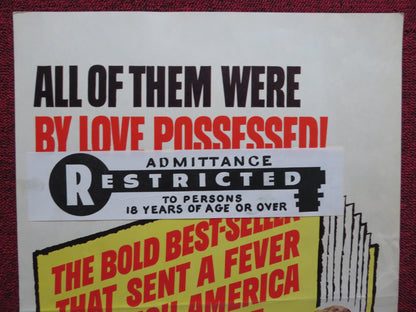 ALL OF THEM WERE
BY LOVE POSSESSED!
ADMITTANCE
RESTRICTED
TO PERSONS
18 YEARS OF AGE OR OVER
THE BOLD BEST-SELLER
THAT SENT A FEVER
AMERICA